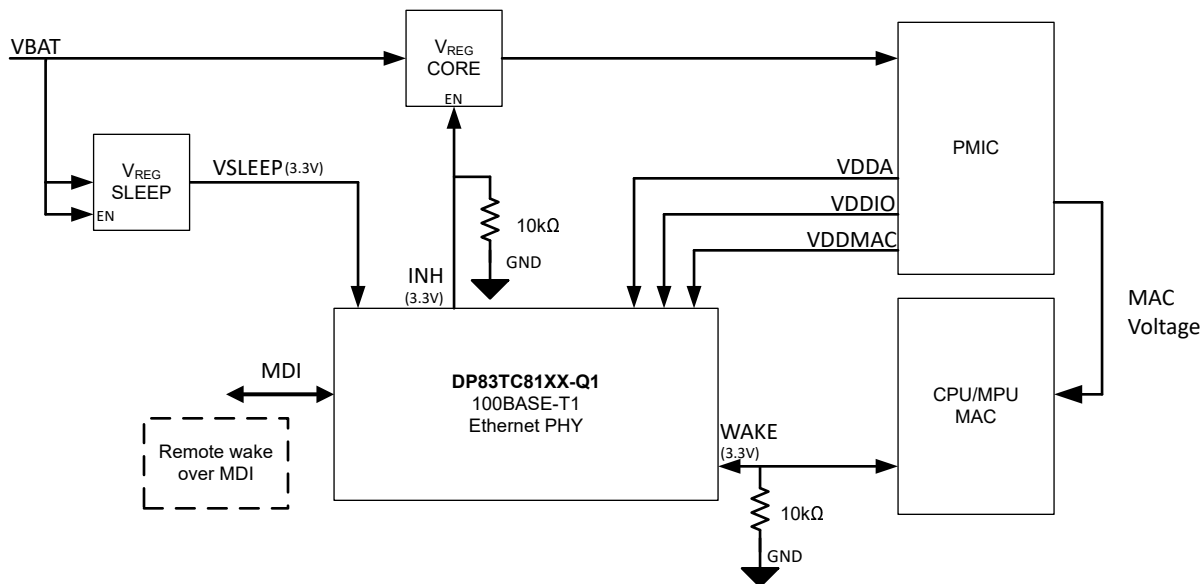 VBAT
VREG
CORE
EN
VREG
SLEEP
EN
VSLEEP (3.3V)
10kΩ
GND
INH
(3.3V)
PMIC
VDDA
VDDIO
VDDMAC
MAC
Voltage
MDI
Remote wake
over MDI
DP83TC81XX-Q1
100BASE-T1
Ethernet PHY
WAKE
(3.3V)
10kΩ
GND
CPU/MPU
MAC